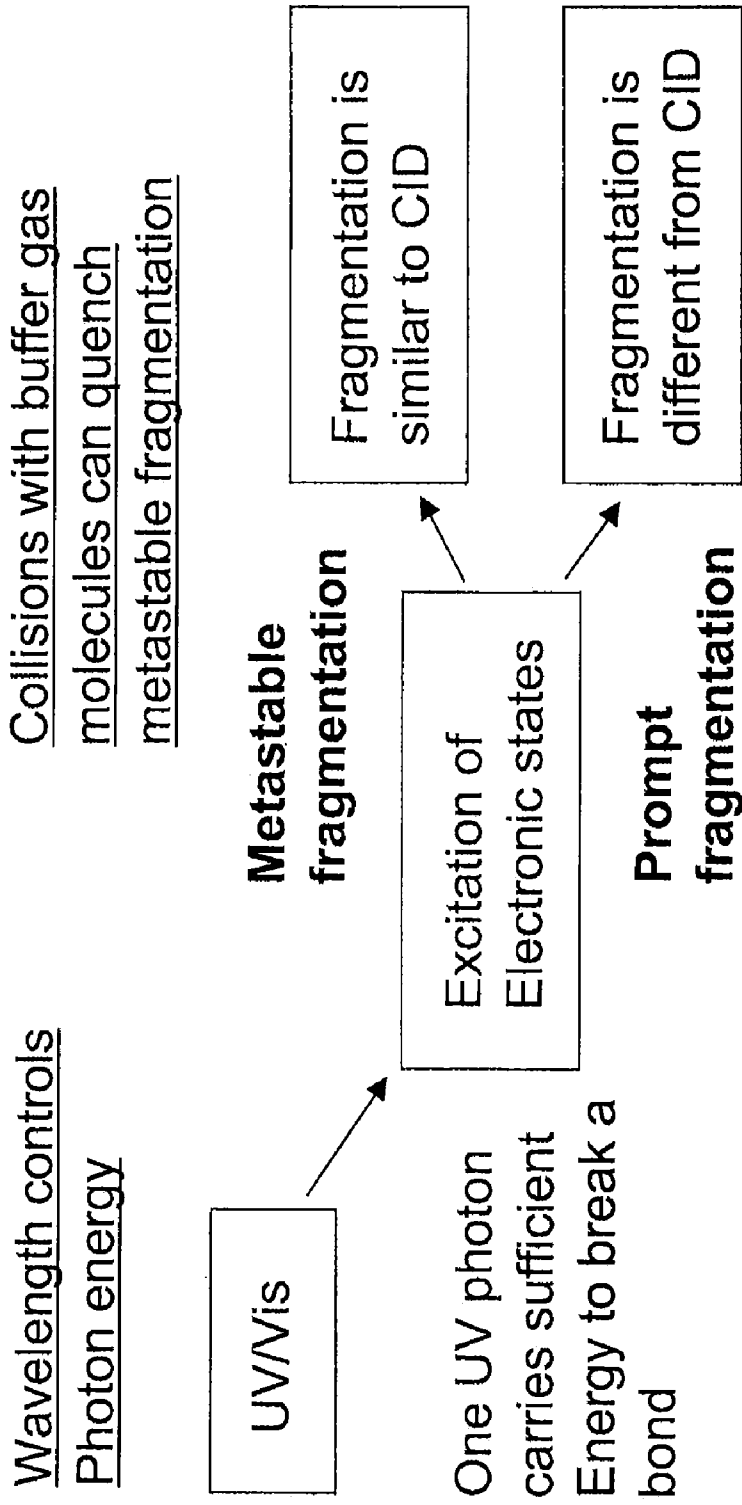 Wavelength controls
Photon energy
Collisions with buffer gas
molecules can quench
metastable fragmentation
UV/Vis
One UV photon
carries sufficient
Energy to break a
bond
Metastable
fragmentation
Excitation of
Electronic states
Prompt
fragmentation
Fragmentation is
similar to CID
Fragmentation is
different from CID